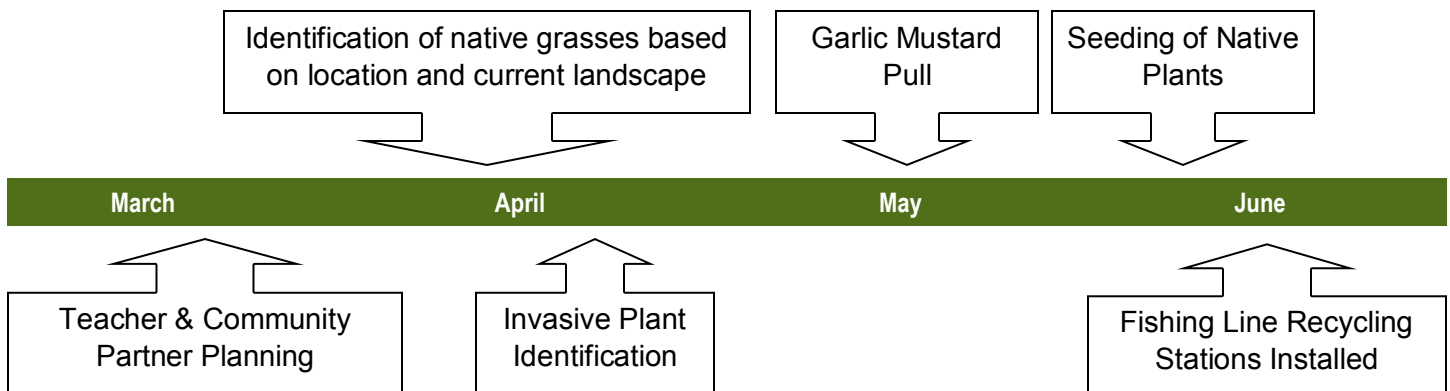 Identification of native grasses based
on location and current landscape
Garlic Mustard
Pull
Seeding of Native
Plants
March
April
May
June
Teacher & Community
Partner Planning
Invasive Plant
Identification
Fishing Line Recycling
Stations Installed